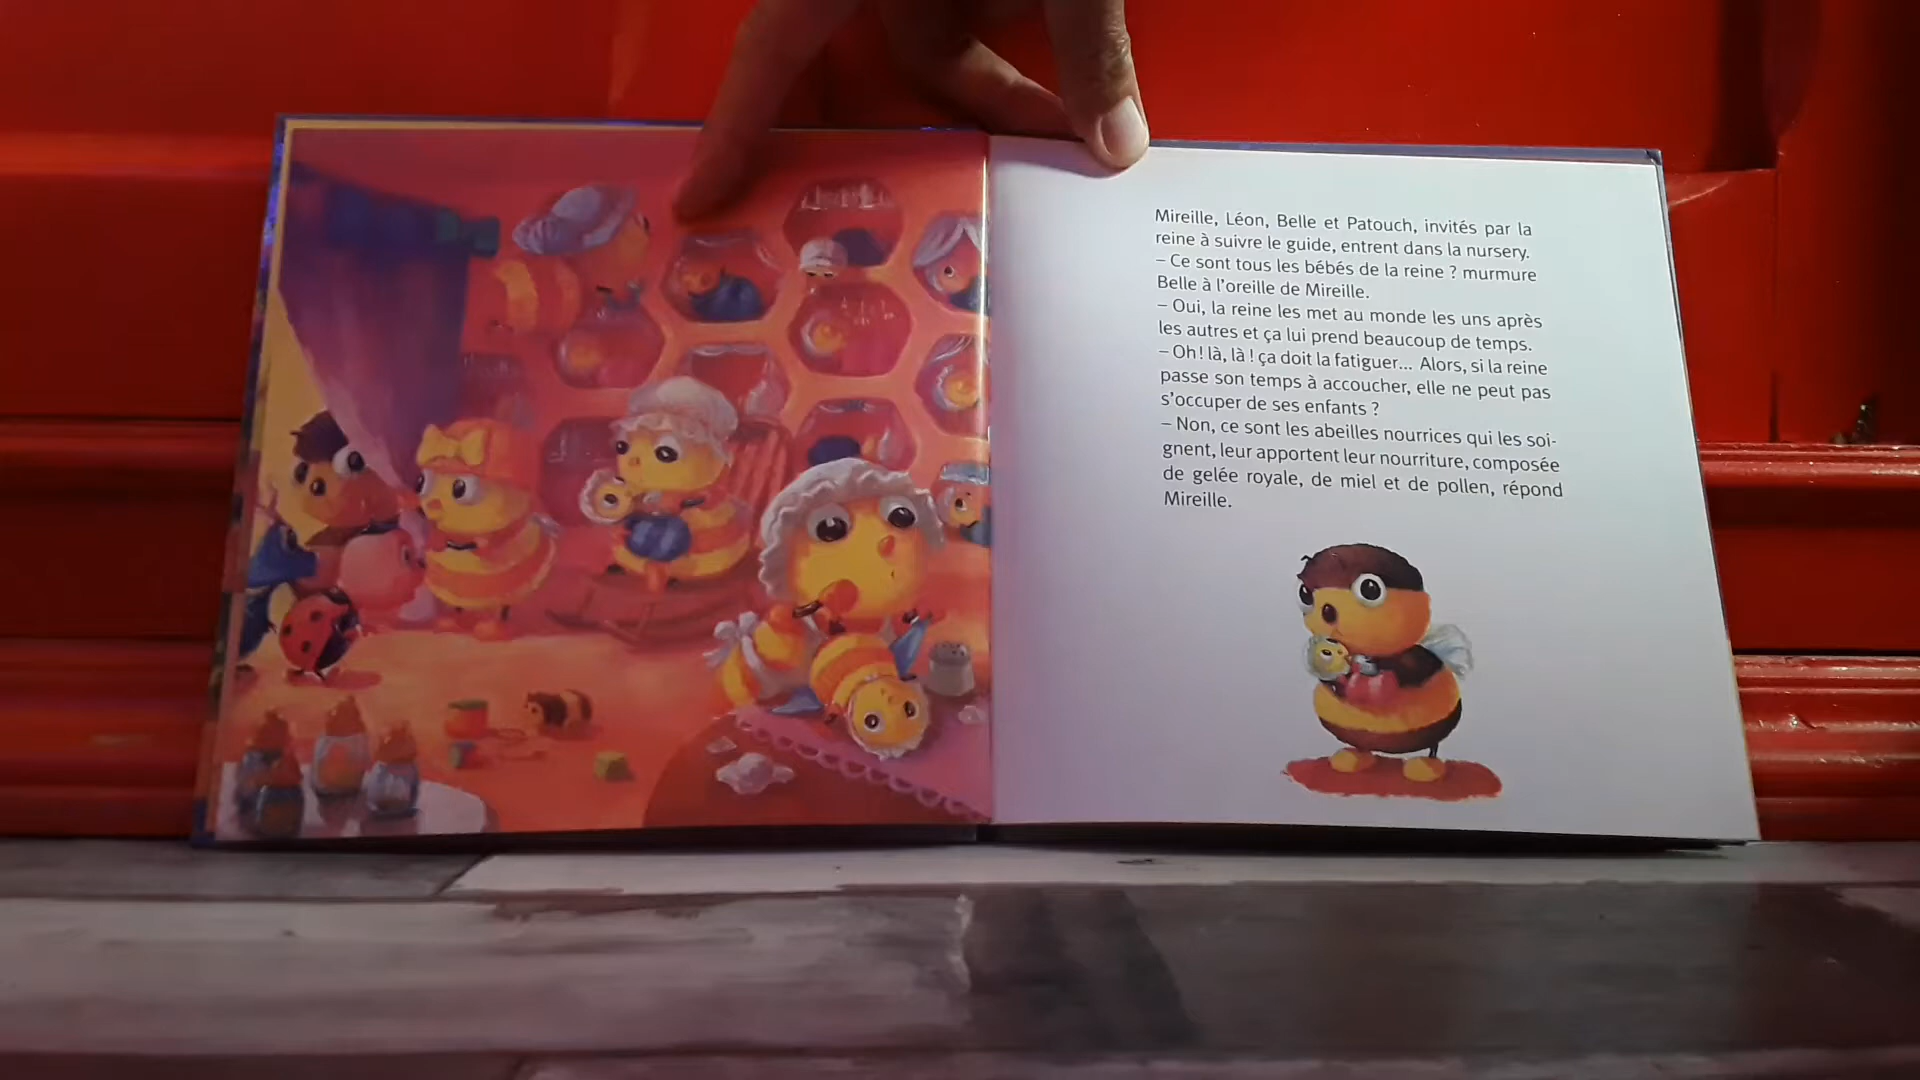 Mireille, Léon, Belle et Patouch, invités par la
reine à suivre le guide, entrent dans la nursery.
– Ce sont tous les bébés de la reine ? murmure
Belle à l'oreille de Mireille.
– Oui, la reine les met au monde les uns après
les autres et ça lui prend beaucoup de temps.
– Oh ! là, là ! ça doit la fatiguer... Alors, si la reine
passe son temps à accoucher, elle ne peut pas
s'occuper de ses enfants ?
– Non, ce sont les abeilles nourrices qui les soi-
gnent, leur apportent leur nourriture, composée
de gelée royale, de miel et de pollen, répond
Mireille.